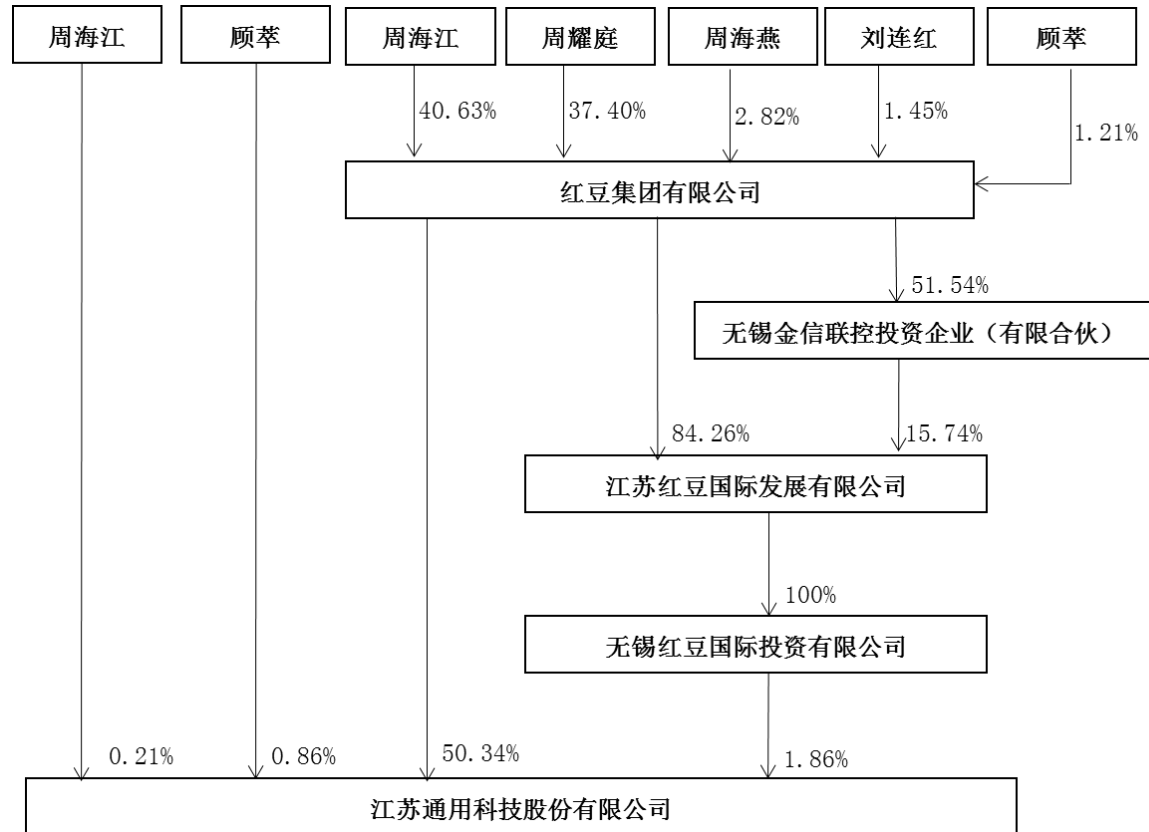 周海江
顾萃
周海江
周耀庭
周海燕
刘连红
顾萃
40.63%
37.40%
2.82%
1.45%
1.21%
红豆集团有限公司
51.54%
无锡金信联控投资企业（有限合伙）
84.26%
15.74%
江苏红豆国际发展有限公司
100%
无锡红豆国际投资有限公司
0.21%
0.86%
50.34%
1.86%
江苏通用科技股份有限公司